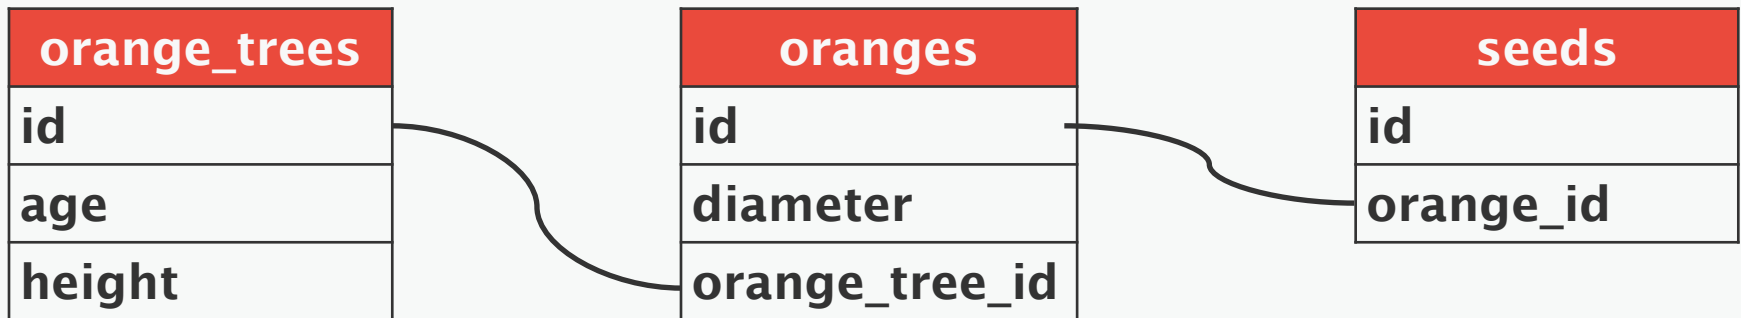 orange_trees
id
age
height
oranges
id
diameter
orange_tree_id
seeds
id
orange_id